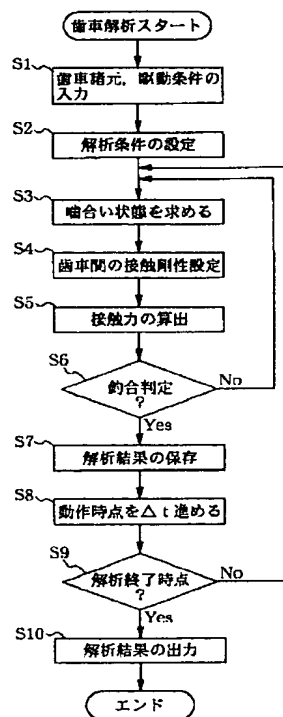 歯車解析スタート
S1
歯車諸元，駆動条件の
入力
S2
解析条件の設定
S3
噛合い状態を求める
S4
歯車間の接触剛性設定
S5
接触力の算出
S6
釣合判定
?
No
Yes
S7
解析結果の保存
S8
動作時点を△t進める
S9
解析終了時点
?
No
Yes
S10
解析結果の出力
エンド